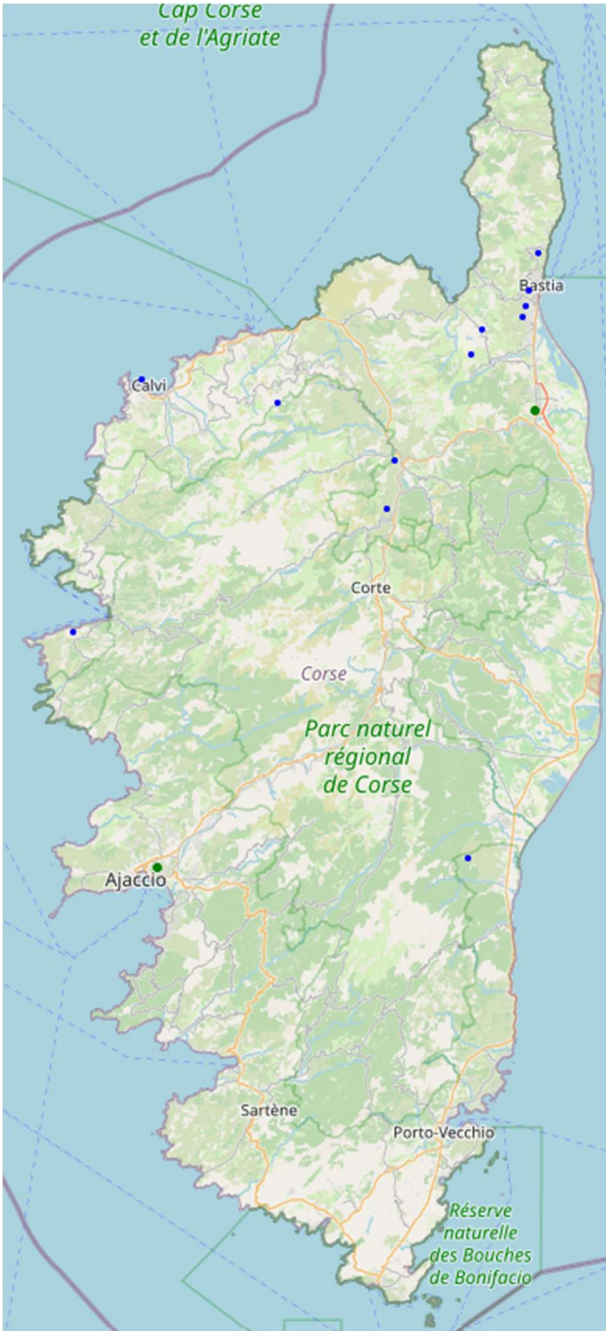 Cap Corse
et de l'Agriate
Bastia
Calvi
Corte
Corse
Parc naturel
régional
de Corse
Ajaccio
Sartène
Porto-Vecchio
Réserve
naturelle
des Bouches
de Bonifacio